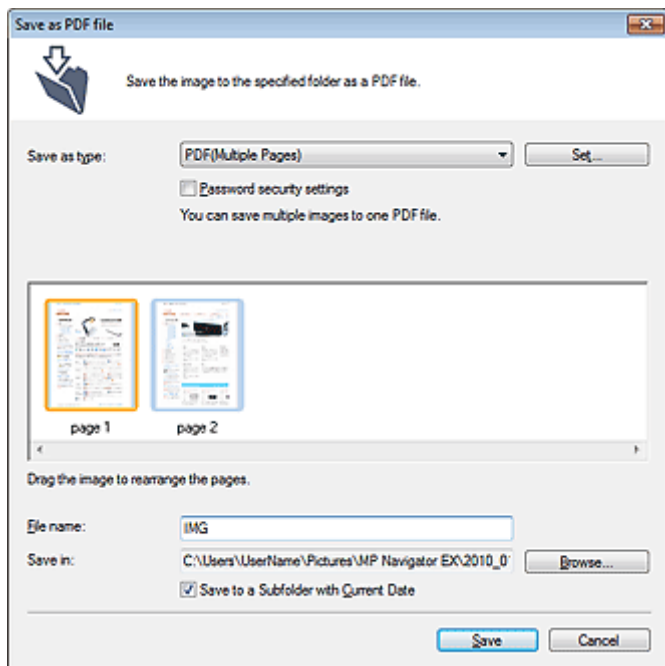 Save as PDF file
Save the image to the specified folder as a PDF file.
Save as type: PDF(Multiple Pages) Set...
Password security settings
You can save multiple images to one PDF file.
page 1 page 2
Drag the image to rearrange the pages.
File name: IMG
Save in: C:\Users\UserName\Pictures\MP Navigator EX\2010_0 Browse...
Save to a Subfolder with Current Date
Save Cancel